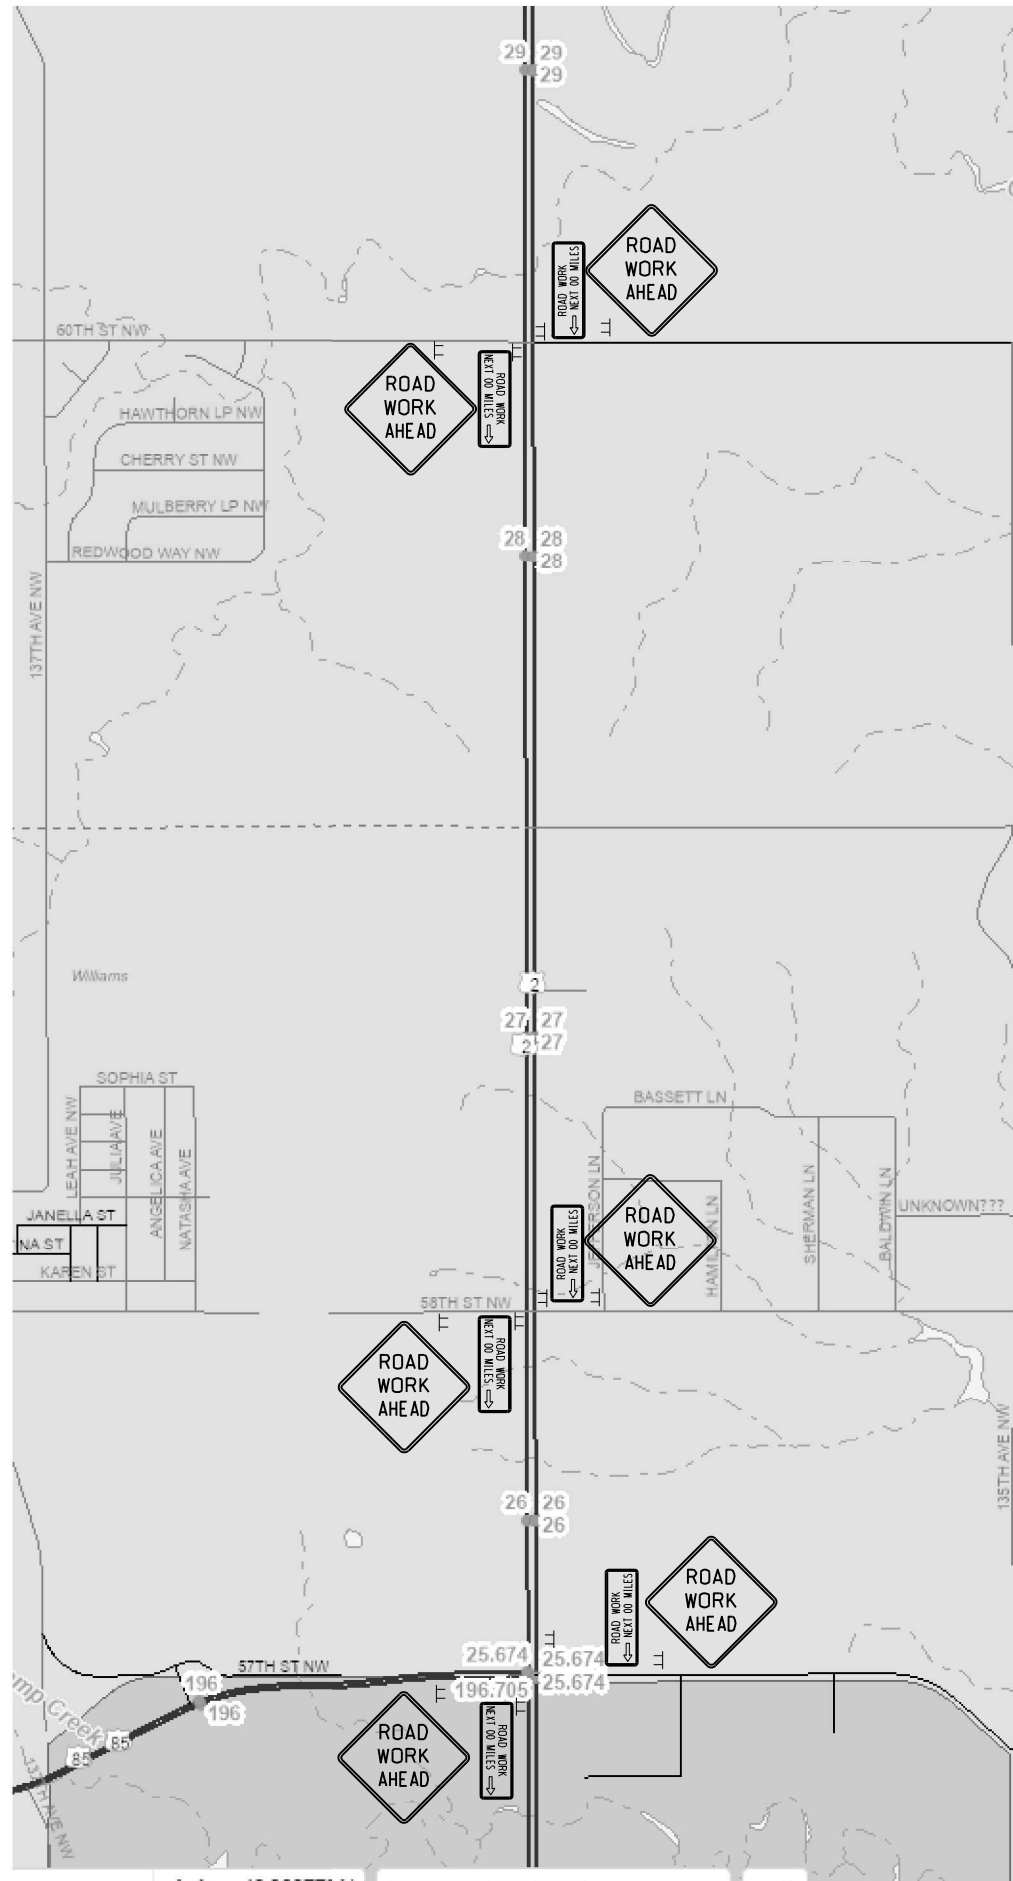 29 29
29
ROAD
WORK
AHEAD
ROAD WORK
NEXT 00 MILES
60TH ST NW
ROAD
WORK
AHEAD
ROAD WORK
NEXT 00 MILES
HAWTHORN LP NW
CHERRY ST NW
MULBERRY LP NW
28 28
28
REDWOOD WAY NW
137TH AVE NW
Williams
2
27 27
2 27
SOPHIA ST
BASSETT LN
LEAH AVE NW
JULIA AVE
ANGELICA AVE
NATASHA AVE
JEFFERSON LN
HAMILTON LN
SHERMAN LN
BALDWIN LN
UNKNOWN???
JANELLA ST
NA ST
KAREN ST
ROAD
WORK
AHEAD
ROAD WORK
NEXT 00 MILES
58TH ST NW
ROAD
WORK
AHEAD
ROAD WORK
NEXT 00 MILES
135TH AVE NW
26 26
26
ROAD
WORK
AHEAD
ROAD WORK
NEXT 00 MILES
57TH ST NW
25.674 25.674
196.705 25.674
196
196
mp Creek
85 85
137TH AVE NW
ROAD
WORK
AHEAD
ROAD WORK
NEXT 00 MILES